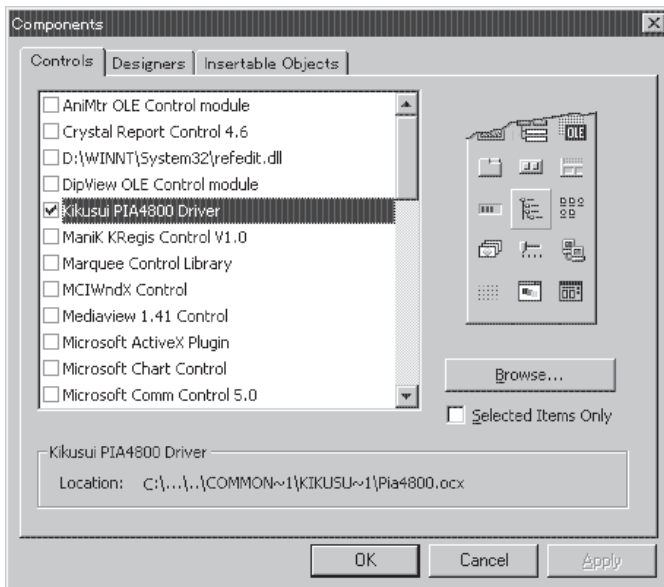 Components
Controls
Designers
Insertable Objects
AniMtr OLE Control module
Crystal Report Control 4.6
D:\WINNT\System32\refedit.dll
DipView OLE Control module
Kikusui PIA4800 Driver
ManiK KRegis Control V1.0
Marquee Control Library
MCIWndX Control
Mediaview 1.41 Control
Microsoft ActiveX Plugin
Microsoft Chart Control
Microsoft Comm Control 5.0
OLE
Browse...
Selected Items Only
Kikusui PIA4800 Driver
Location: C:\...\..\COMMON~1\KIKUSU~1\Pia4800.ocx
OK
Cancel
Apply